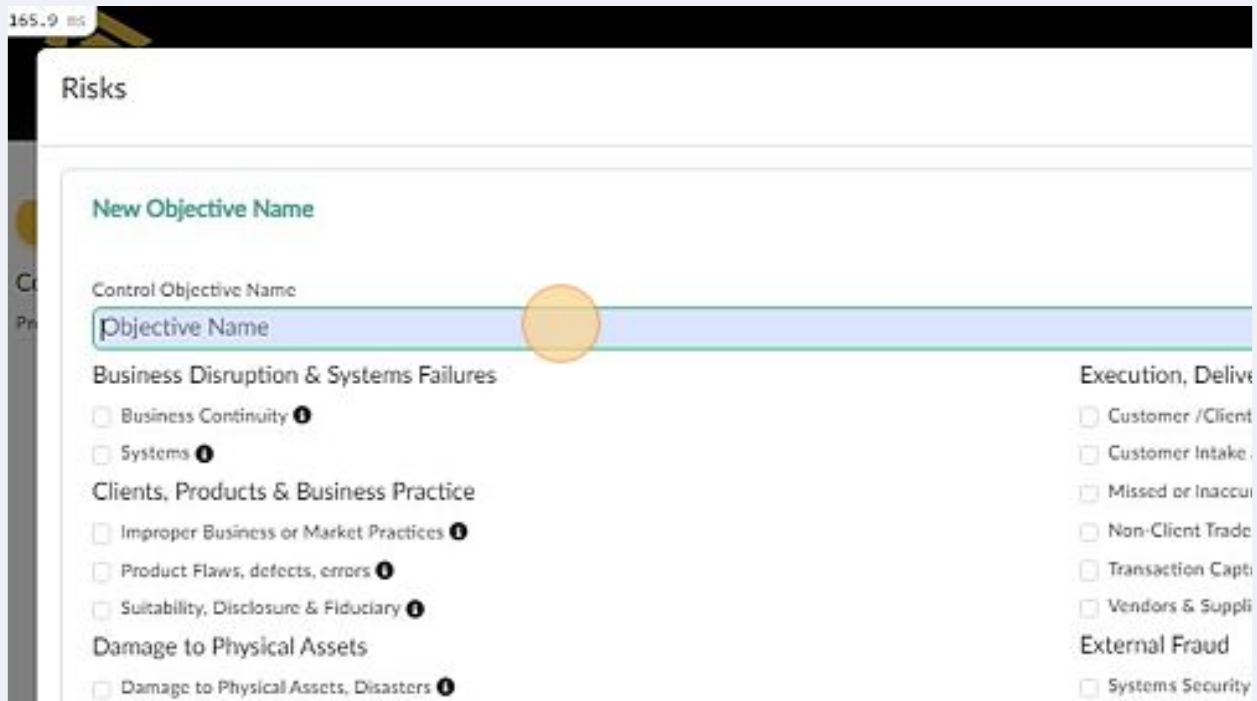 165.9 ms
Risks
New Objective Name
Control Objective Name
Objective Name
Business Disruption & Systems Failures
Business Continuity
Systems
Clients, Products & Business Practice
Improper Business or Market Practices
Product Flaws, defects, errors
Suitability, Disclosure & Fiduciary
Damage to Physical Assets
Damage to Physical Assets, Disasters
Execution, Delive
Customer /Client
Customer Intake
Missed or Inaccu
Non-Client Trade
Transaction Capt
Vendors & Suppli
External Fraud
Systems Security